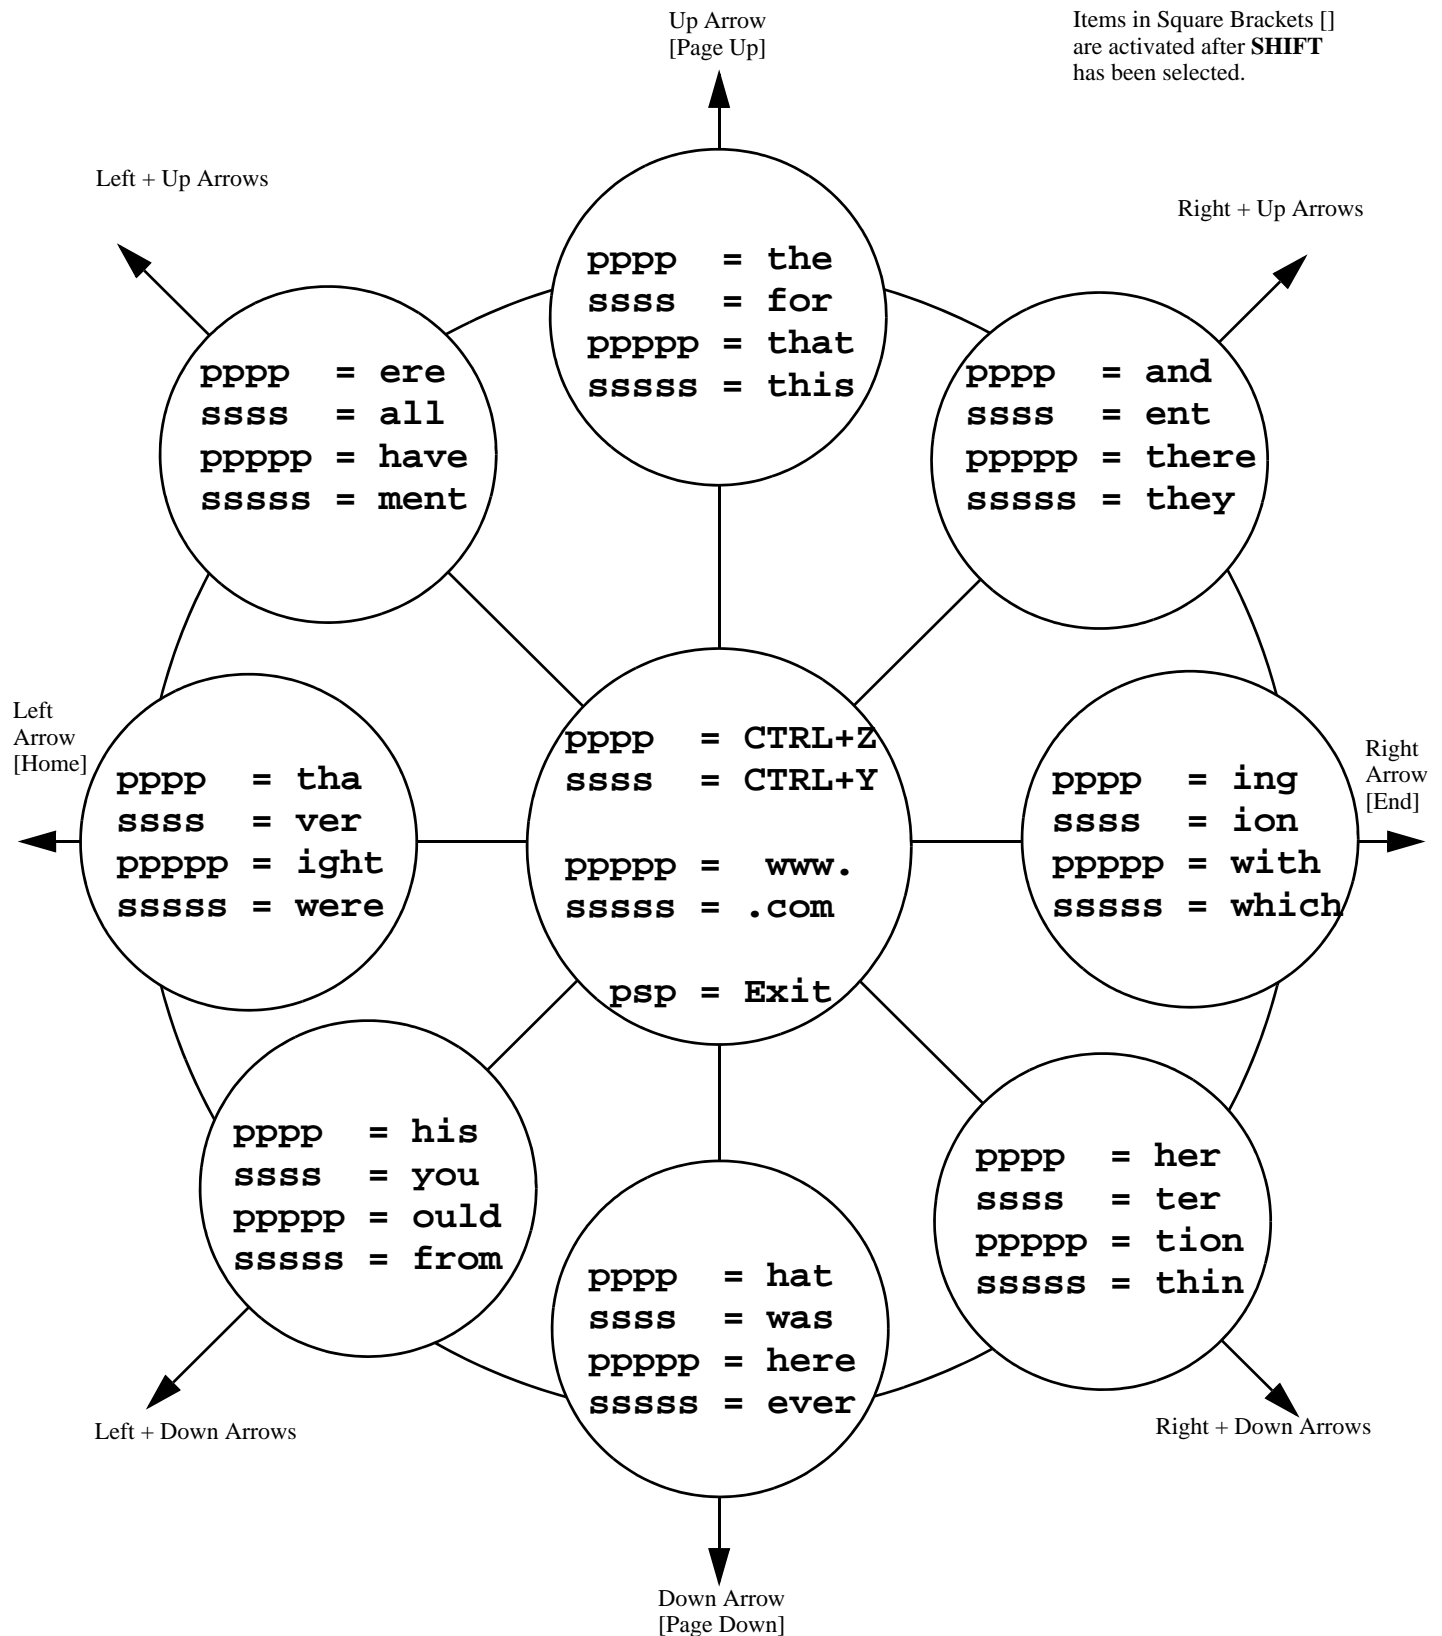 Up Arrow
[Page Up]
Items in Square Brackets []
are activated after SHIFT
has been selected.
Left + Up Arrows
Right + Up Arrows
pppp = the
ssss = for
ppppp = that
sssss = this
pppp = ere
ssss = all
ppppp = have
sssss = ment
pppp = and
ssss = ent
ppppp = there
sssss = they
Left
Arrow
[Home]
pppp = tha
ssss = ver
ppppp = ight
sssss = were
pppp = CTRL+Z
ssss = CTRL+Y
ppppp = www.
sssss = .com
psp = Exit
pppp = ing
ssss = ion
ppppp = with
sssss = which
Right
Arrow
[End]
pppp = his
ssss = you
ppppp = ould
sssss = from
pppp = hat
ssss = was
ppppp = here
sssss = ever
pppp = her
ssss = ter
ppppp = tion
sssss = thin
Left + Down Arrows
Right + Down Arrows
Down Arrow
[Page Down]